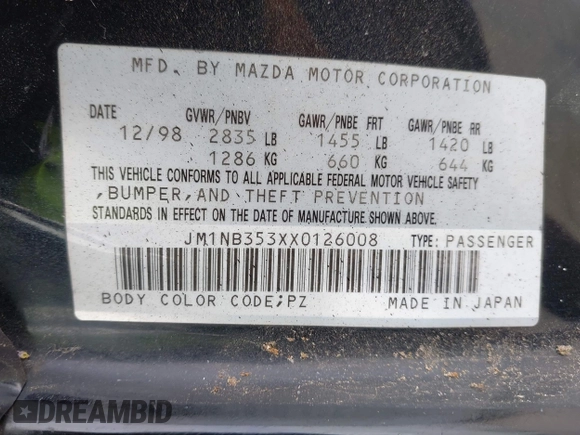 MFD. BY MAZDA MOTOR CORPORATION
DATE GVWR/PNBV GAWR/PNBE FRT GAWR/PNBE RR
12/98 2835 LB 1455 LB 1420 LB
1286 KG 660 KG 644 KG
THIS VEHICLE CONFORMS TO ALL APPLICABLE FEDERAL MOTOR VEHICLE SAFETY
,BUMPER,AND THEFT PREVENTION
STANDARDS IN EFFECT ON THE DATE OF MANUFACTURE SHOWN ABOVE.
JM1NB353XX0126008 TYPE: PASSENGER
BODY COLOR CODE;PZ MADE IN JAPAN
DREAMBID